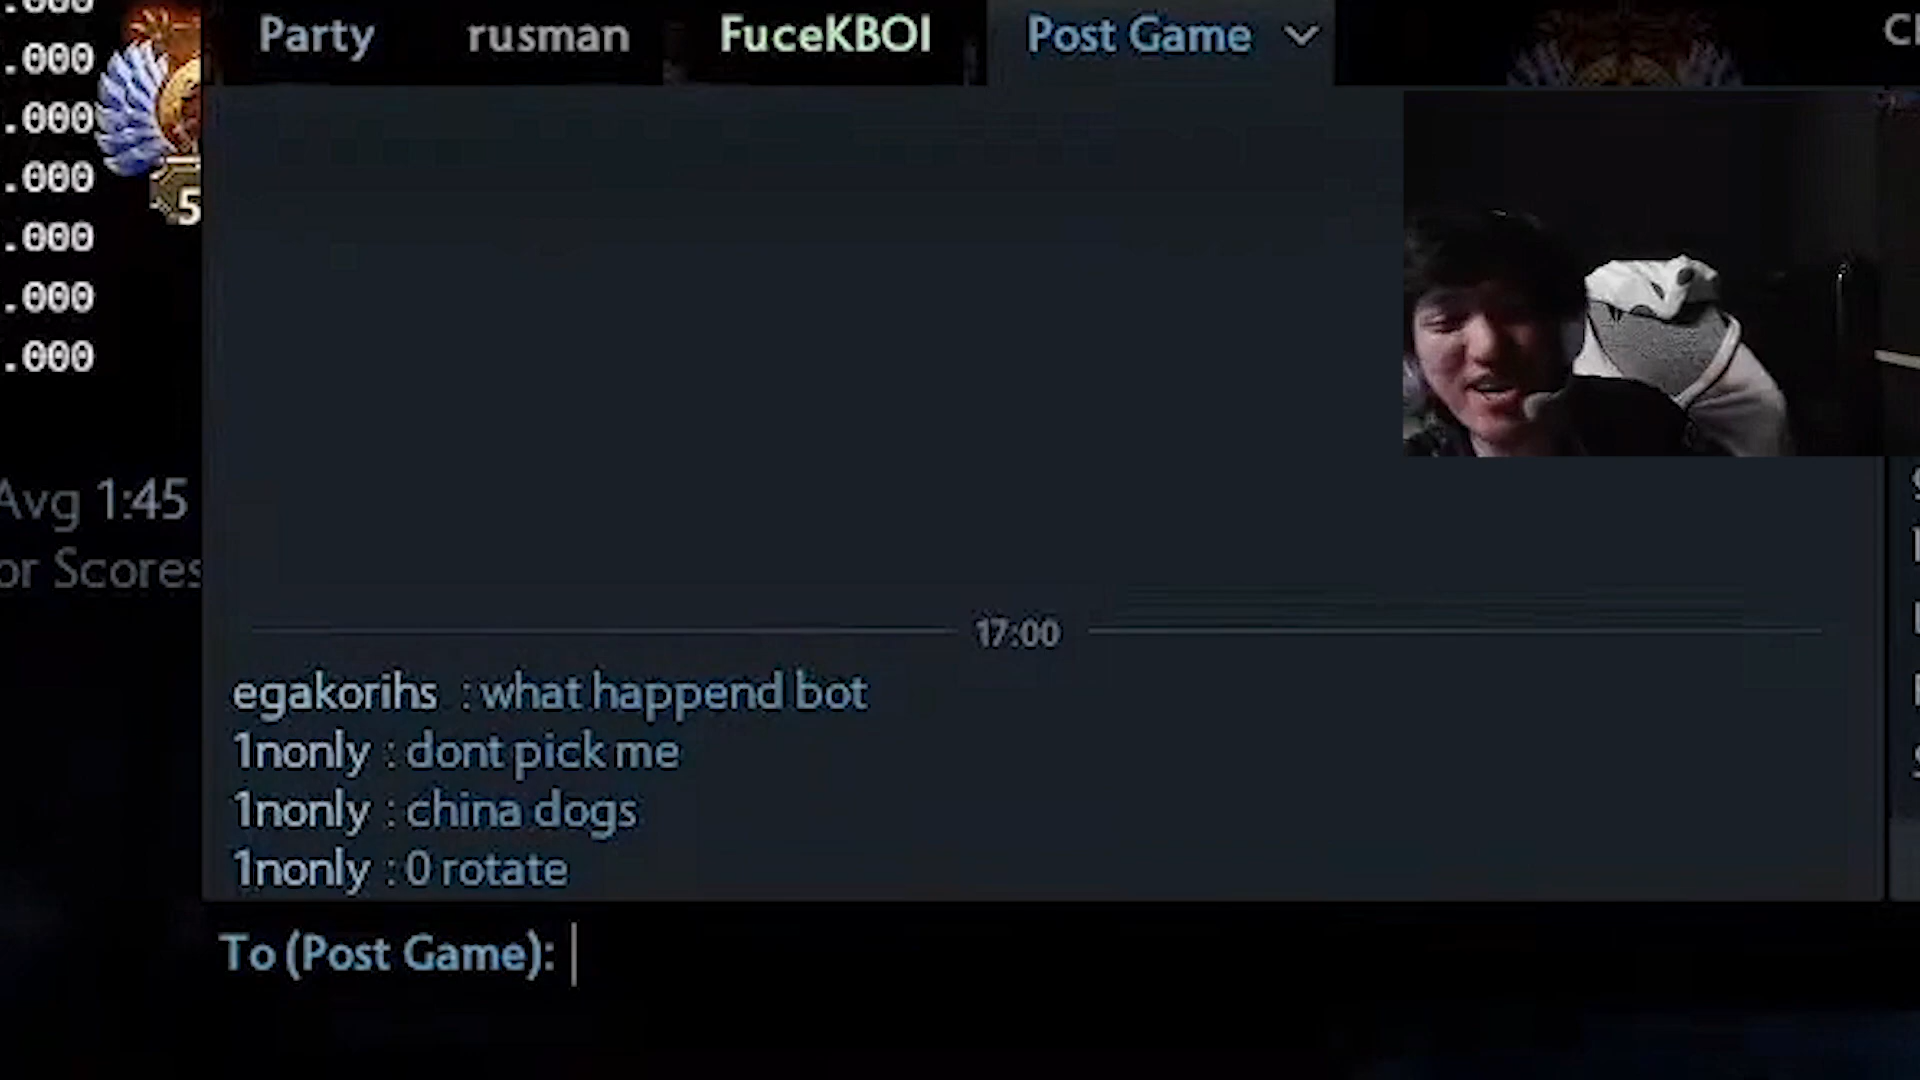 .000
.000
.000
.000
.000
.000
5
Party rusman FuceKBOI Post Game
Avg 1:45
or Scores
17:00
egakorihs : what happend bot
1nonly : dont pick me
1nonly : china dogs
1nonly : 0 rotate
To (Post Game):